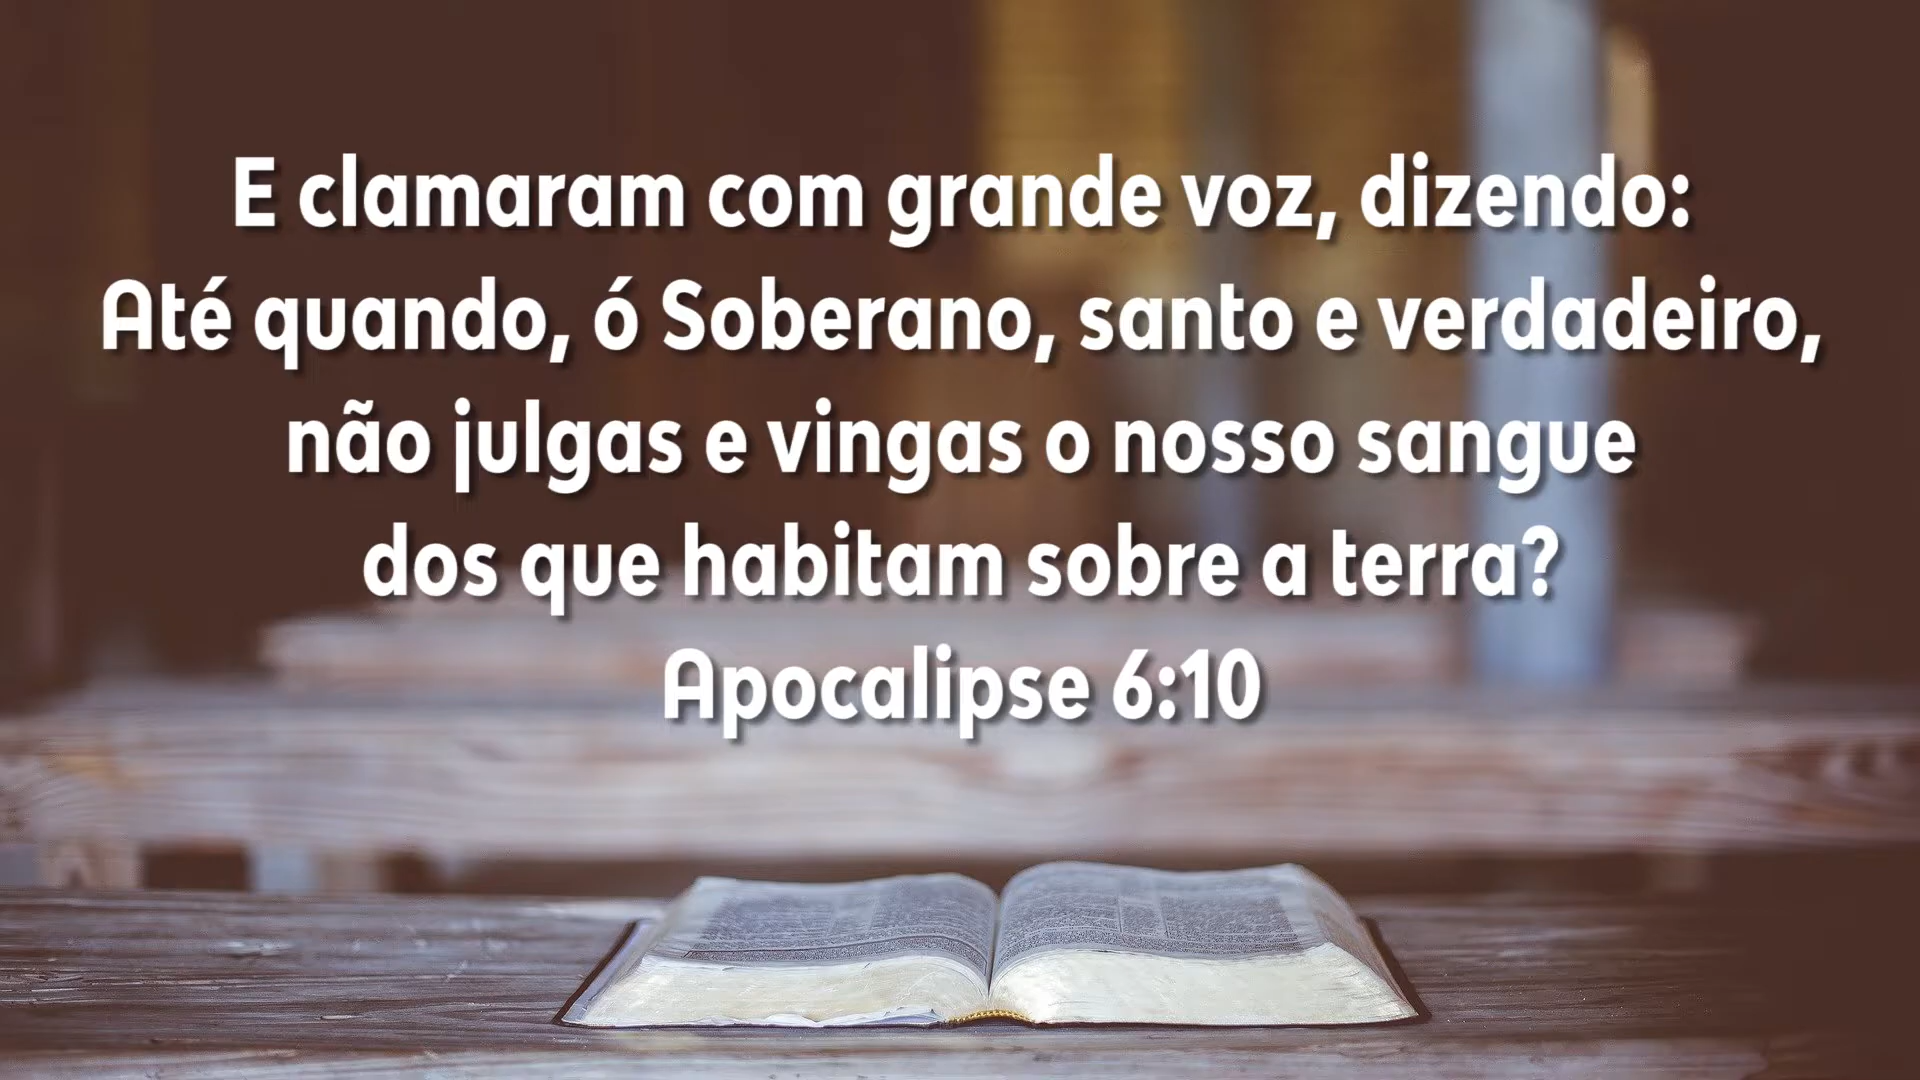 E clamaram com grande voz, dizendo:
Até quando, ó Soberano, santo e verdadeiro,
não julgas e vingas o nosso sangue
dos que habitam sobre a terra?
Apocalipse 6:10